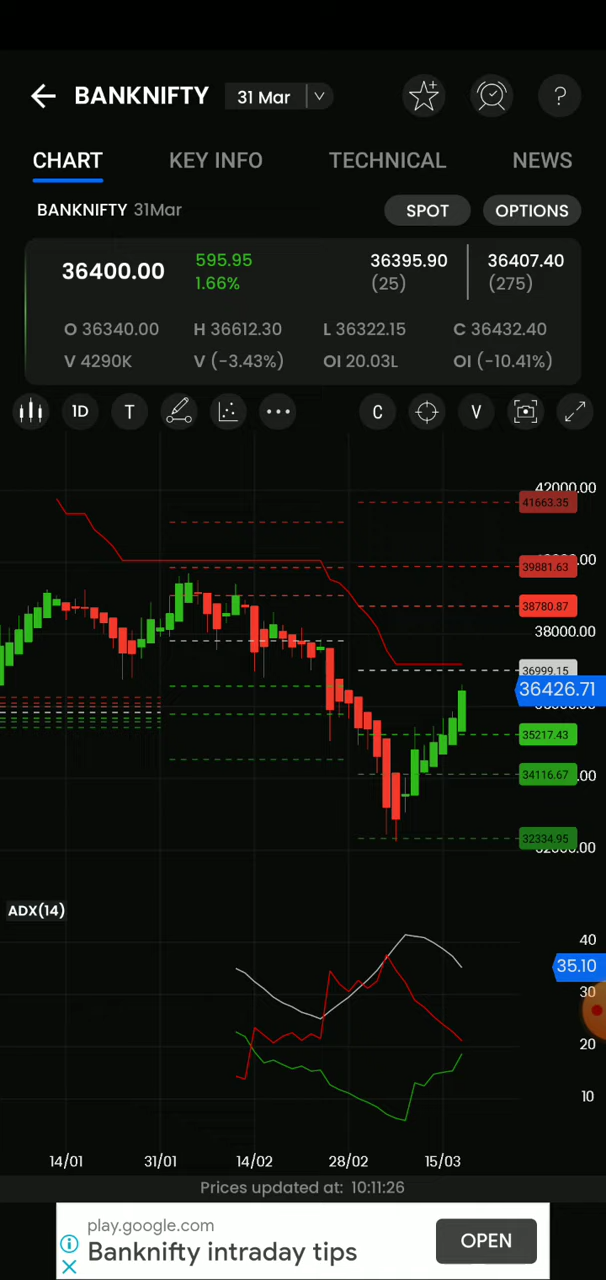 BANKNIFTY 31 Mar ?
CHART KEY INFO TECHNICAL NEWS
BANKNIFTY 31Mar SPOT OPTIONS
36400.00 595.95 1.66% 36395.90 (25) 36407.40 (275)
O 36340.00 H 36612.30 L 36322.15 C 36432.40
V 4290K V (-3.43%) OI 20.03L OI (-10.41%)
1D T C V
42000.00
41663.35
39881.63
38780.87
38000.00
36999.15
36426.71
35217.43
34116.67
32334.95
ADX(14)
40
35.10
30
20
10
14/01 31/01 14/02 28/02 15/03
Prices updated at: 10:11:26
play.google.com
Banknifty intraday tips
OPEN